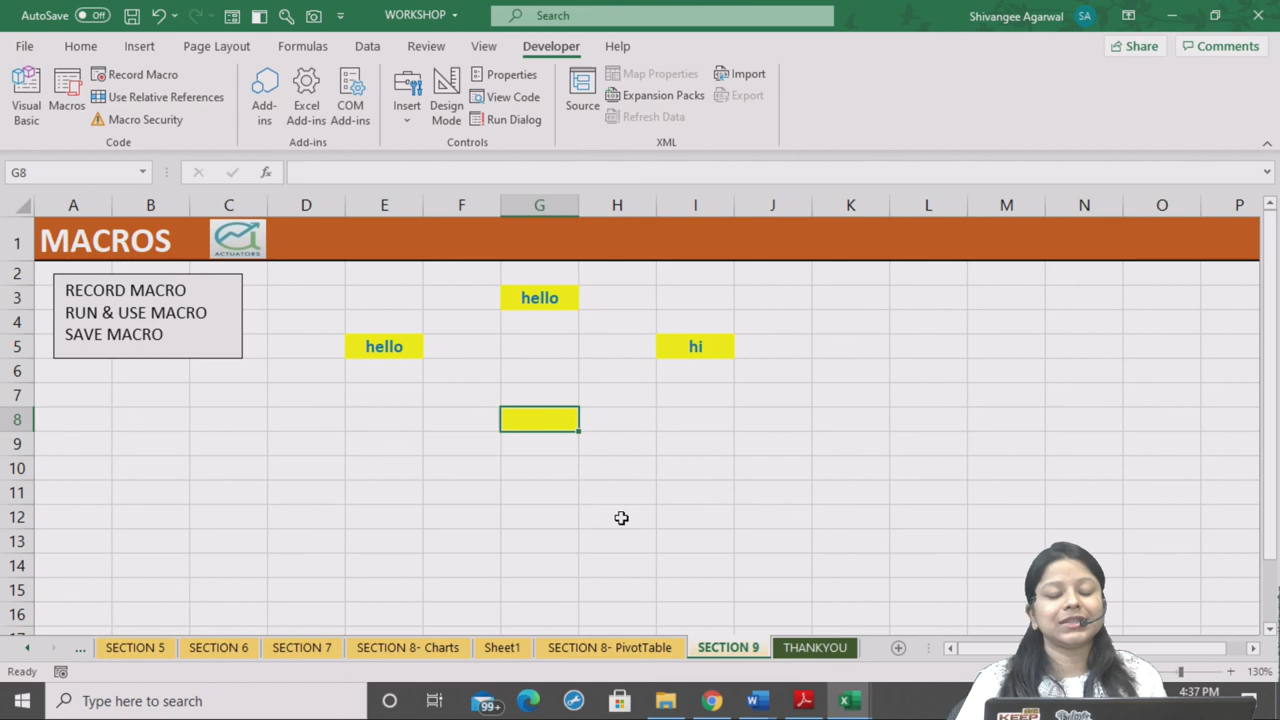 AutoSave Off WORKSHOP Search Shivangee Agarwal SA
File Home Insert Page Layout Formulas Data Review View Developer Help Share Comments
Visual Basic
Macros
Record Macro
Use Relative References
Macro Security
Code
Add-ins
Excel Add-ins
COM Add-ins
Add-ins
Insert
Design Mode
Properties
View Code
Run Dialog
Controls
Source
Map Properties
Expansion Packs
Refresh Data
Import
Export
XML
G8 fx
A B C D E F G H I J K L M N O P
1 MACROS ACTUATORS
2
RECORD MACRO
RUN & USE MACRO
SAVE MACRO
3 hello
4
5 hello hi
6
7
8
9
10
11
12
13
14
15
16
... SECTION 5 SECTION 6 SECTION 7 SECTION 8- Charts Sheet1 SECTION 8- PivotTable SECTION 9 THANKYOU
Ready 130%
Type here to search 99+ 4:37 PM
KEEP